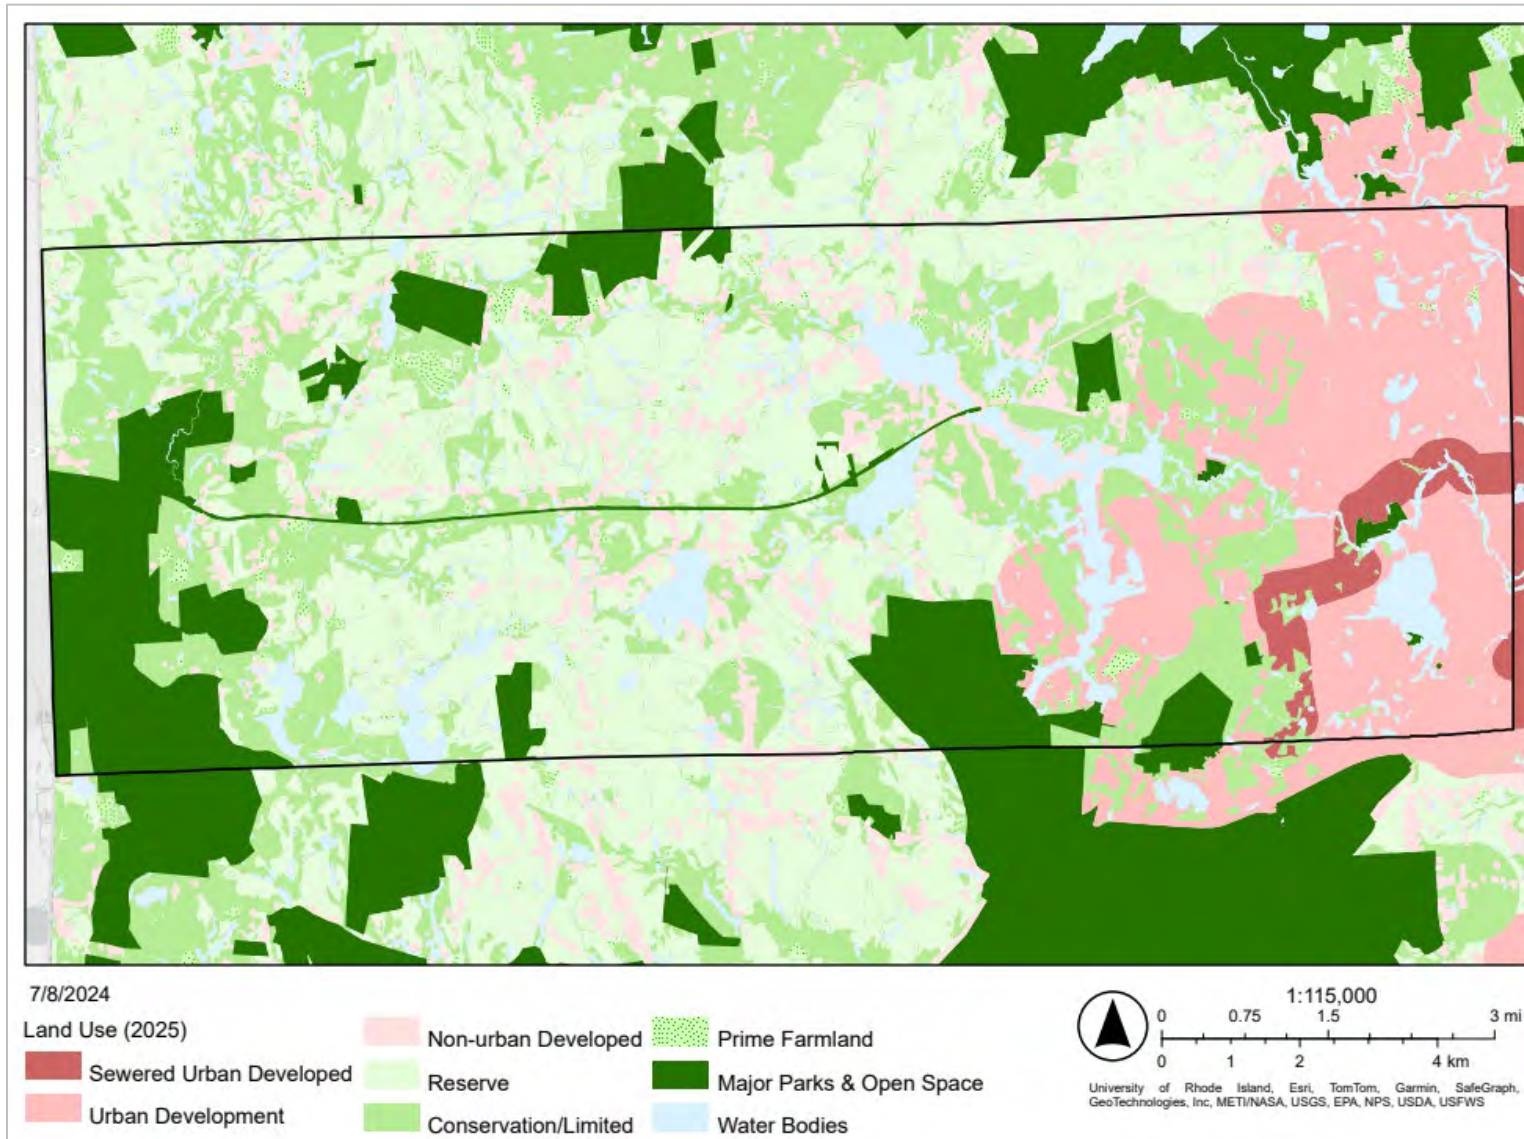 7/8/2024
Land Use (2025)
Sewered Urban Developed
Urban Development
Non-urban Developed
Reserve
Conservation/Limited
Prime Farmland
Major Parks & Open Space
Water Bodies
1:115,000
0 0.75 1.5 3 mi
0 1 2 4 km
University of Rhode Island, Esri, TomTom, Garmin, SafeGraph,
GeoTechnologies, Inc, METI/NASA, USGS, EPA, NPS, USDA, USFWS